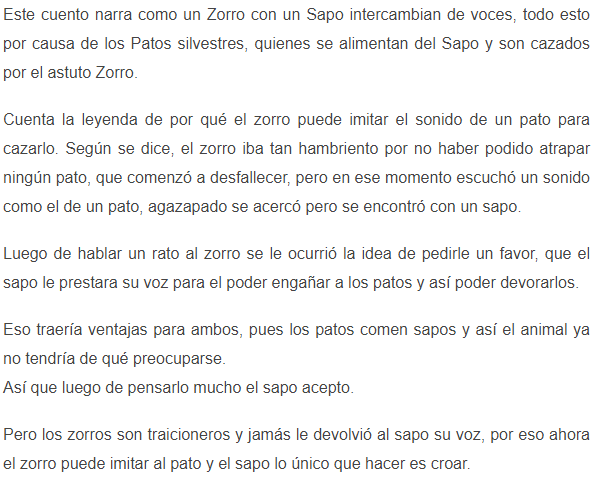 Este cuento narra como un Zorro con un Sapo intercambian de voces, todo esto
por causa de los Patos silvestres, quienes se alimentan del Sapo y son cazados
por el astuto Zorro.
Cuenta la leyenda de por qué el zorro puede imitar el sonido de un pato para
cazarlo. Según se dice, el zorro iba tan hambriento por no haber podido atrapar
ningún pato, que comenzó a desfallecer, pero en ese momento escuchó un sonido
como el de un pato, agazapado se acercó pero se encontró con un sapo.
Luego de hablar un rato al zorro se le ocurrió la idea de pedirle un favor, que el
sapo le prestara su voz para el poder engañar a los patos y así poder devorarlos.
Eso traería ventajas para ambos, pues los patos comen sapos y así el animal ya
no tendría de qué preocuparse.
Así que luego de pensarlo mucho el sapo acepto.
Pero los zorros son traicioneros y jamás le devolvió al sapo su voz, por eso ahora
el zorro puede imitar al pato y el sapo lo único que hacer es croar.